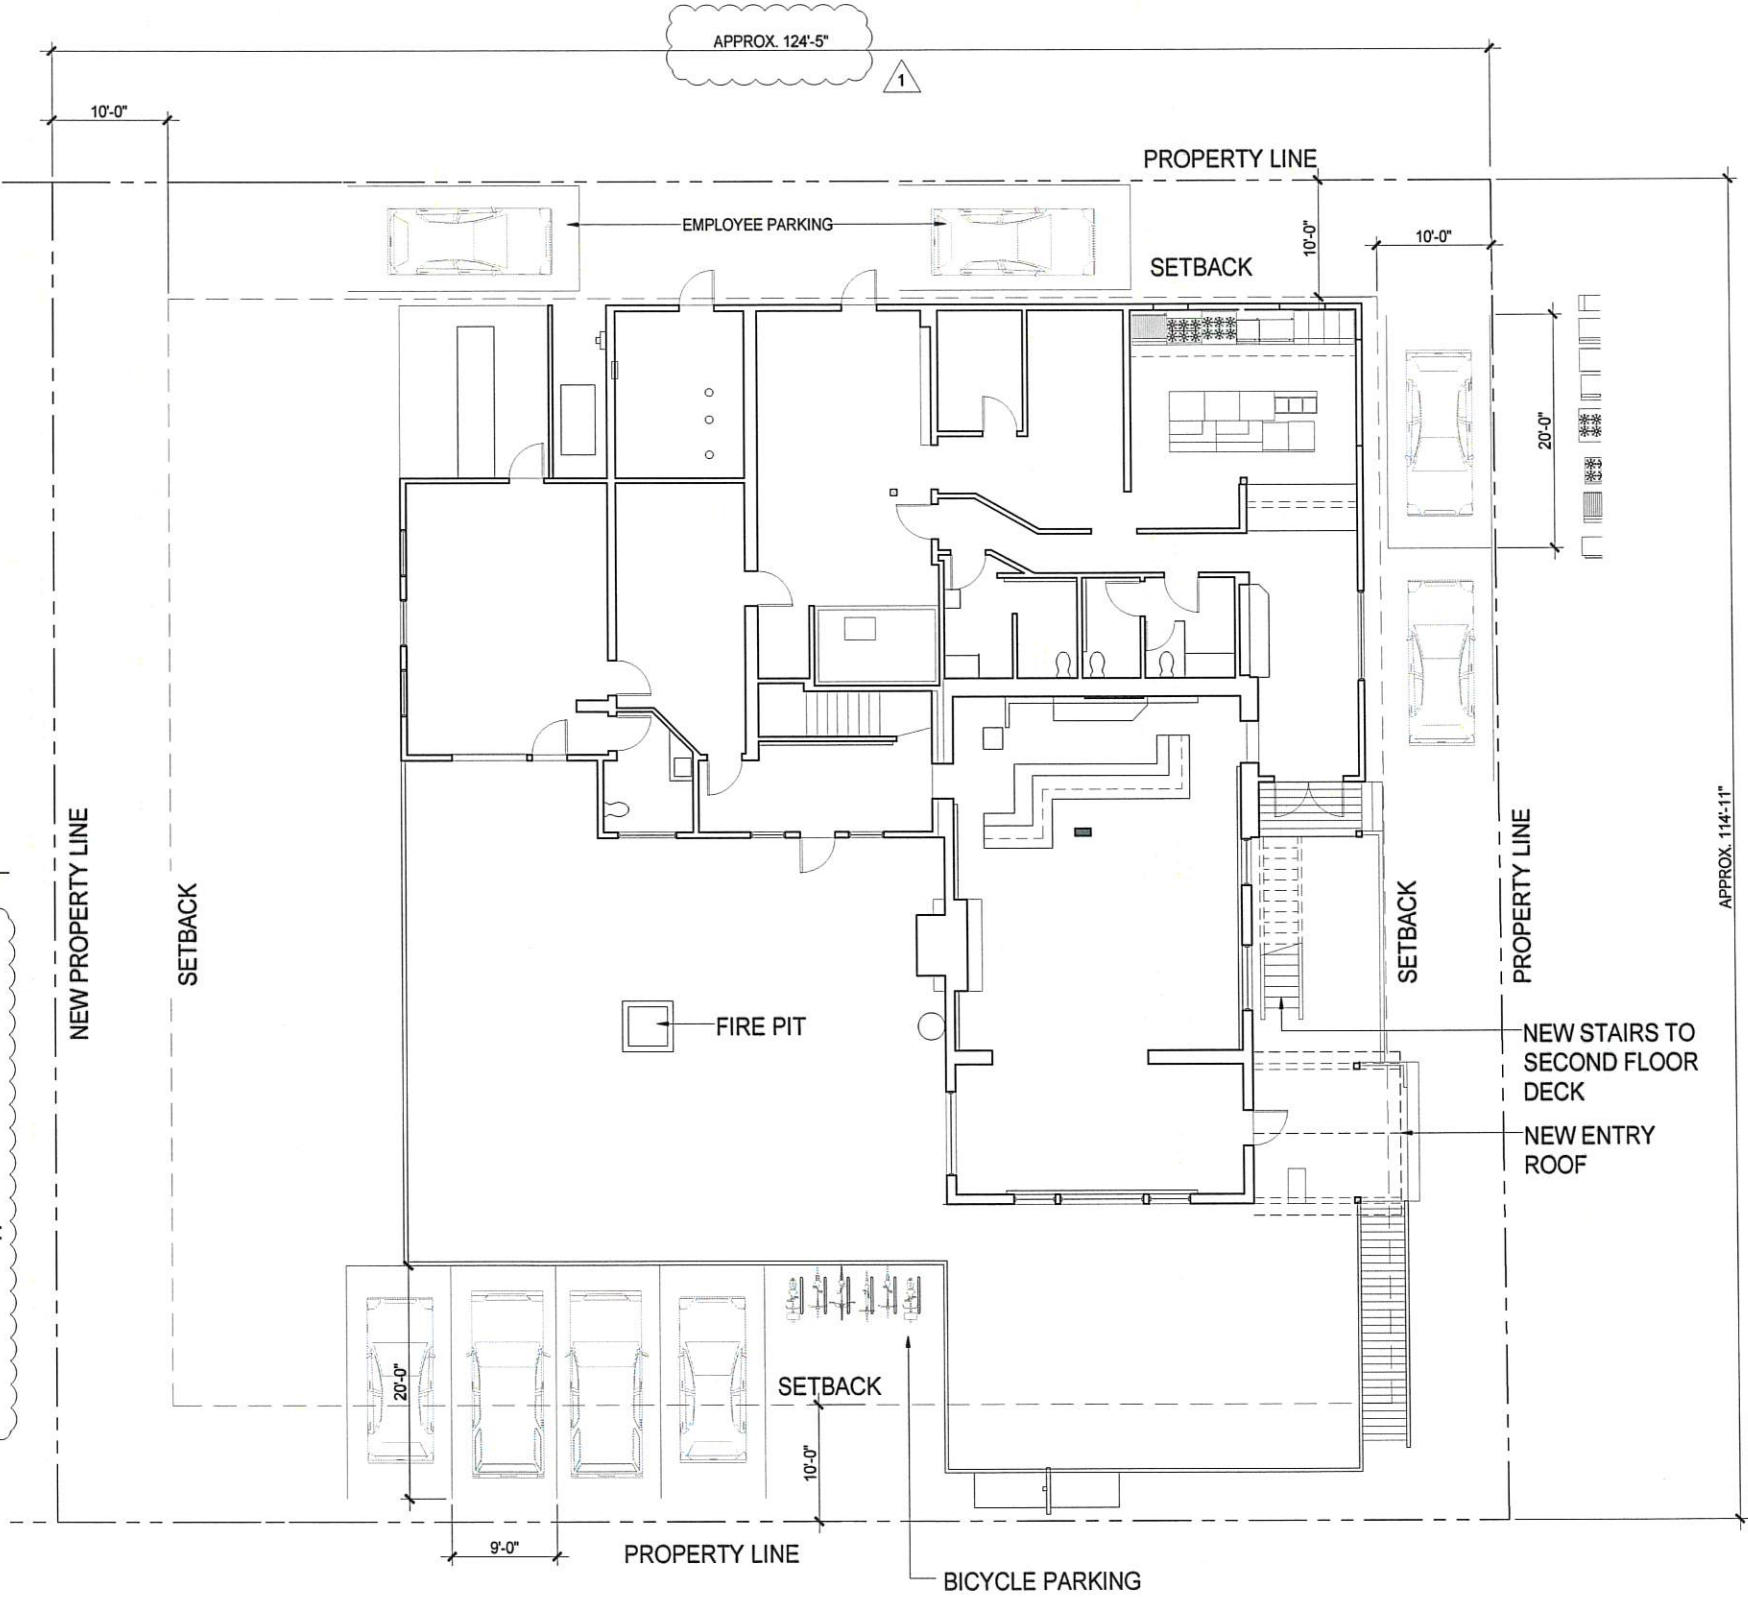 APPROX. 124'-5"
1
10'-0"
PROPERTY LINE
EMPLOYEE PARKING
10'-0"
10'-0"
SETBACK
20'-0"
APPROX. 114'-11"
NEW PROPERTY LINE
SETBACK
SETBACK
PROPERTY LINE
FIRE PIT
NEW STAIRS TO
SECOND FLOOR
DECK
NEW ENTRY
ROOF
20'-0"
SETBACK
10'-0"
9'-0"
PROPERTY LINE
BICYCLE PARKING